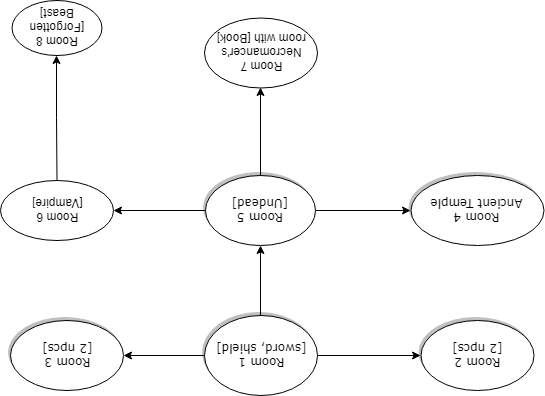 Room 2
[2 npcs]
Room 1
[sword, shield]
Room 3
[2 npcs]
Room 4
Ancient Temple
Room 5
[Undead]
Room 6
[Vampire]
Room 7
Necromancer's
room with [Book]
Room 8
[Forgotten
Beast]